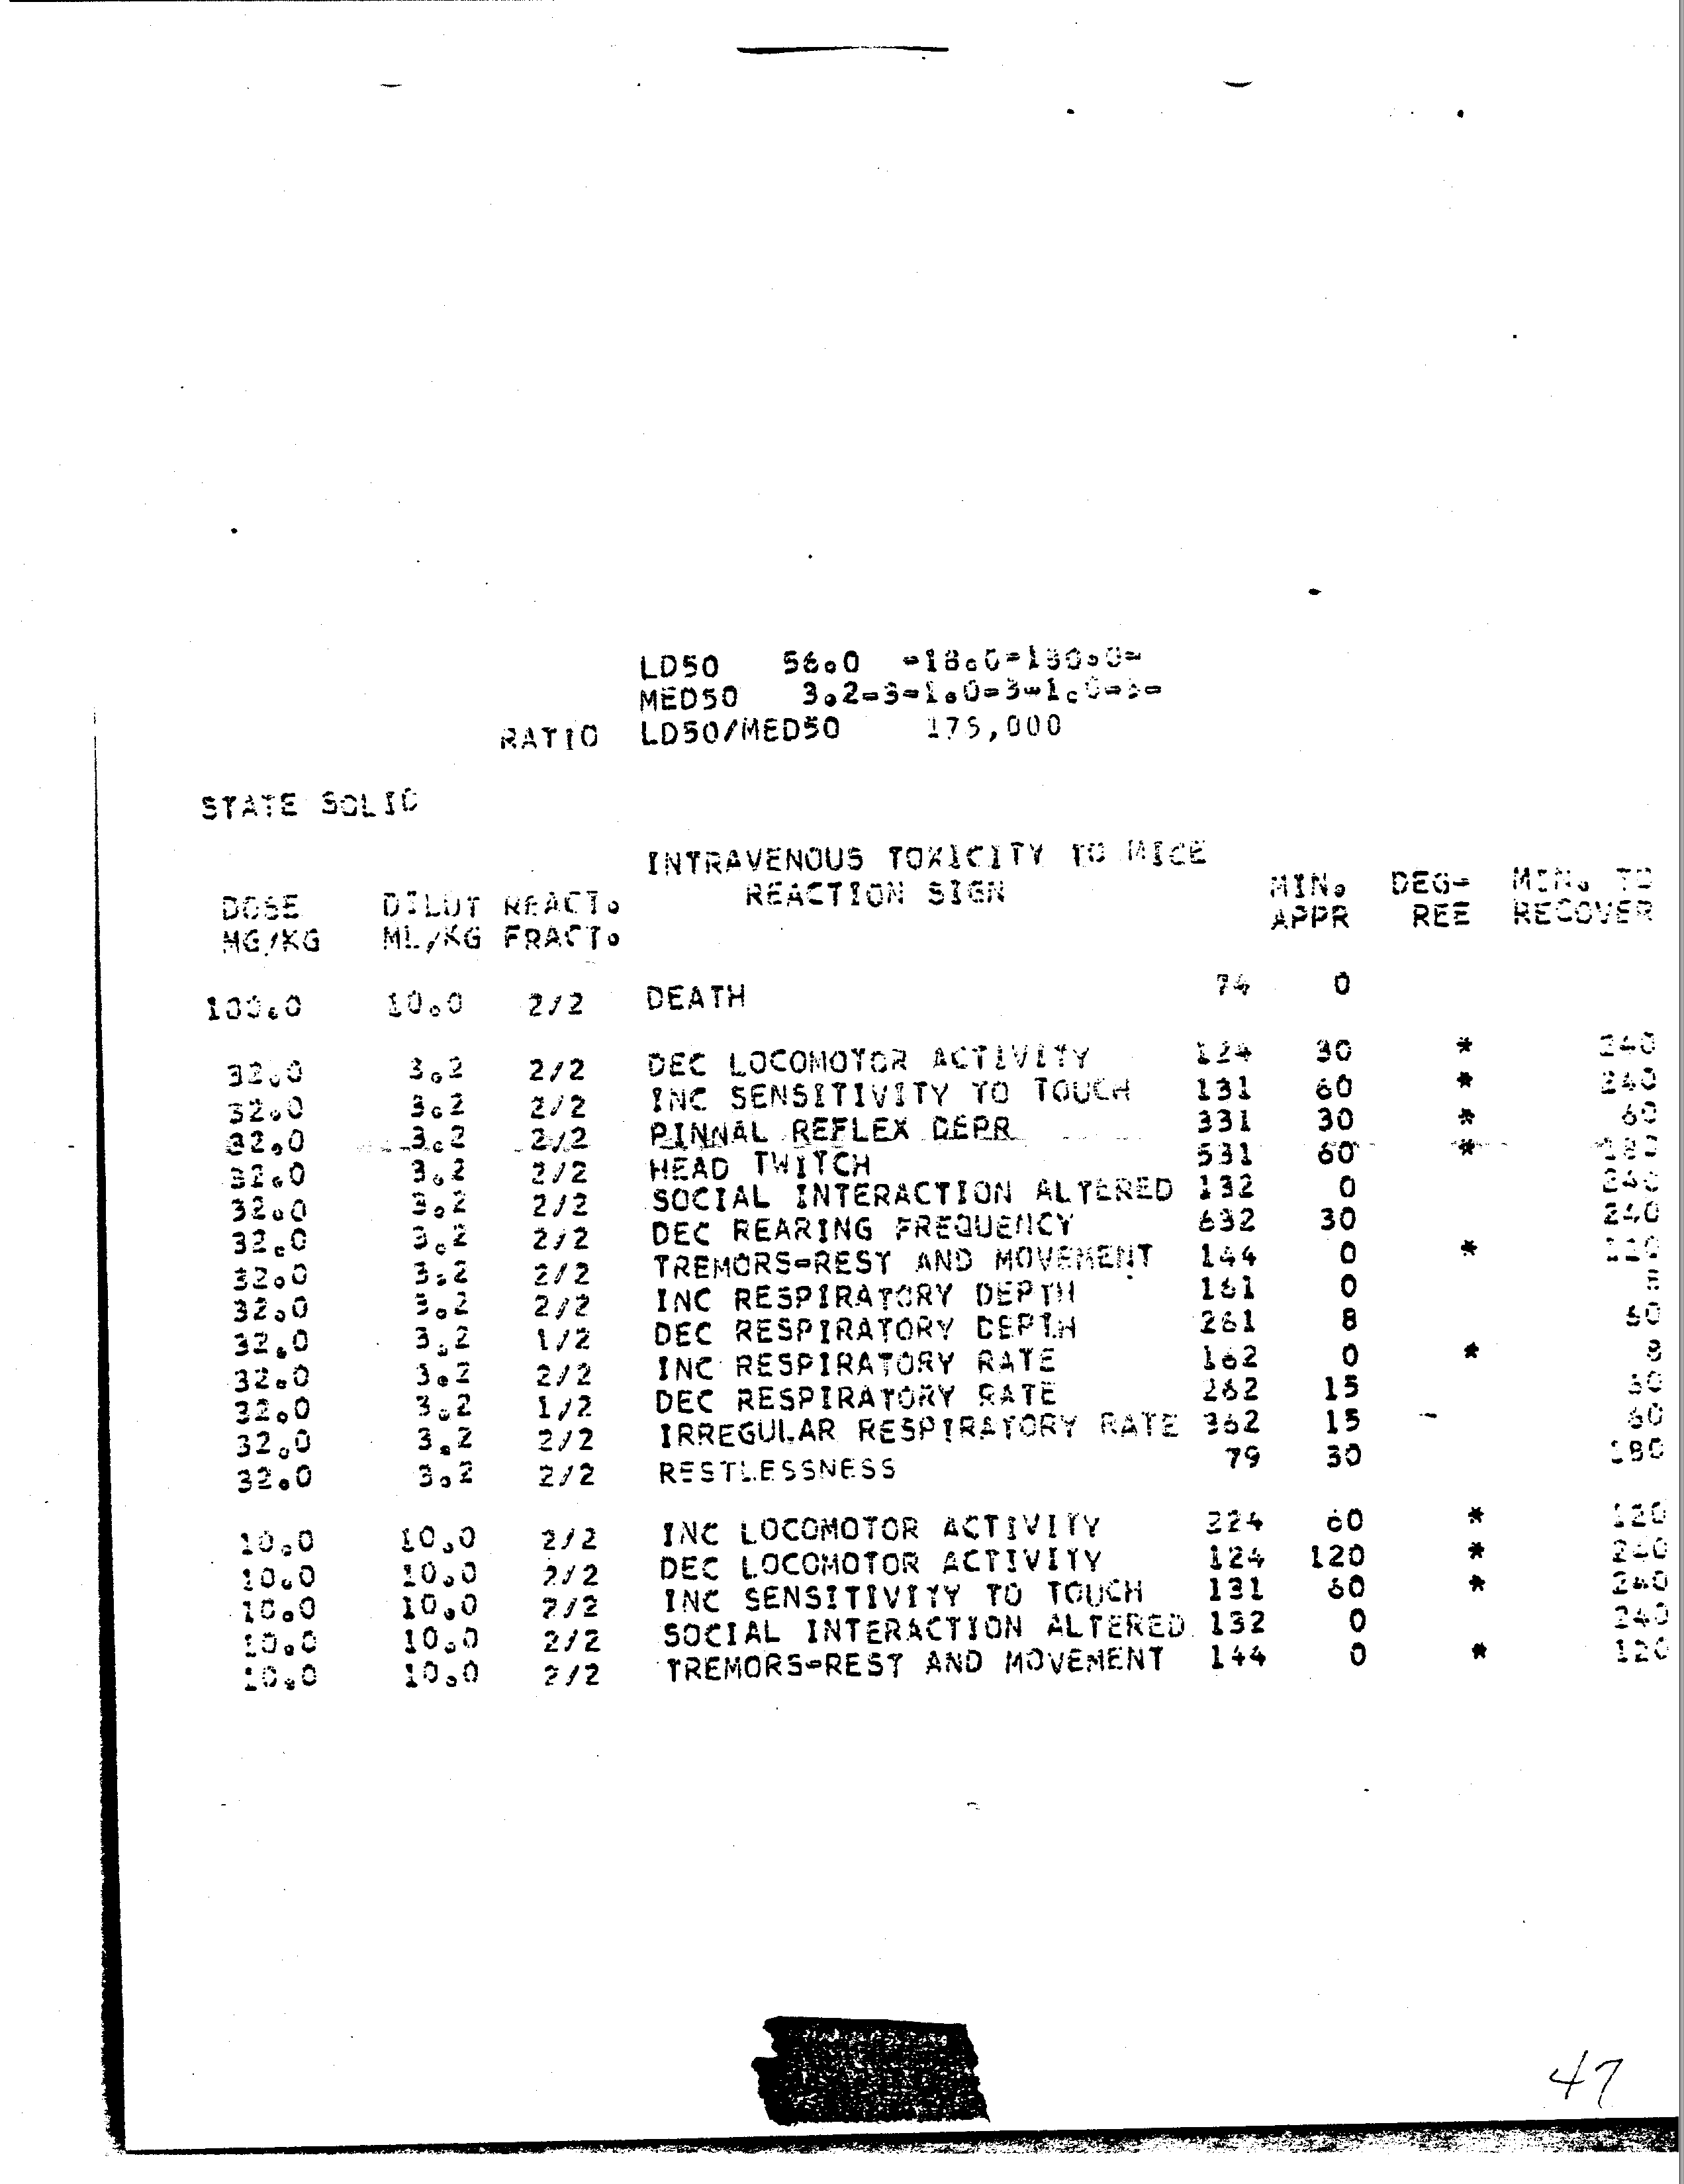 LD50 56.0 -18.0-180.0-
MED50 3.2-3-1.0-3-1.0-3-
RATIO LD50/MED50 175,000
STATE SOLID
INTRAVENOUS TOXICITY TO MICE
DOSE DILUT REACT. REACTION SIGN MIN. DEG- MIN. TO
MG/KG ML/KG FRACT. APPR REE RECOVER
100.0 10.0 2/2 DEATH 74 0
32.0 3.2 2/2 DEC LOCOMOTOR ACTIVITY 124 30 * 240
32.0 3.2 2/2 INC SENSITIVITY TO TOUCH 131 60 * 240
32.0 3.2 2/2 PINNAL REFLEX DEPR 331 30 * 60
32.0 3.2 2/2 HEAD TWITCH 531 60 *
32.0 3.2 2/2 SOCIAL INTERACTION ALTERED 132 0 240
32.0 3.2 2/2 DEC REARING FREQUENCY 632 30 240
32.0 3.2 2/2 TREMORS-REST AND MOVEMENT 144 0 * 120
32.0 3.2 2/2 INC RESPIRATORY DEPTH 161 0 8
32.0 3.2 1/2 DEC RESPIRATORY DEPTH 261 8 60
32.0 3.2 2/2 INC RESPIRATORY RATE 162 0 * 8
32.0 3.2 1/2 DEC RESPIRATORY RATE 262 15 60
32.0 3.2 2/2 IRREGULAR RESPIRATORY RATE 362 15 - 60
32.0 3.2 2/2 RESTLESSNESS 79 30 180
10.0 10.0 2/2 INC LOCOMOTOR ACTIVITY 224 60 * 120
10.0 10.0 2/2 DEC LOCOMOTOR ACTIVITY 124 120 * 240
10.0 10.0 2/2 INC SENSITIVITY TO TOUCH 131 60 * 240
10.0 10.0 2/2 SOCIAL INTERACTION ALTERED 132 0 240
10.0 10.0 2/2 TREMORS-REST AND MOVEMENT 144 0 * 120
47